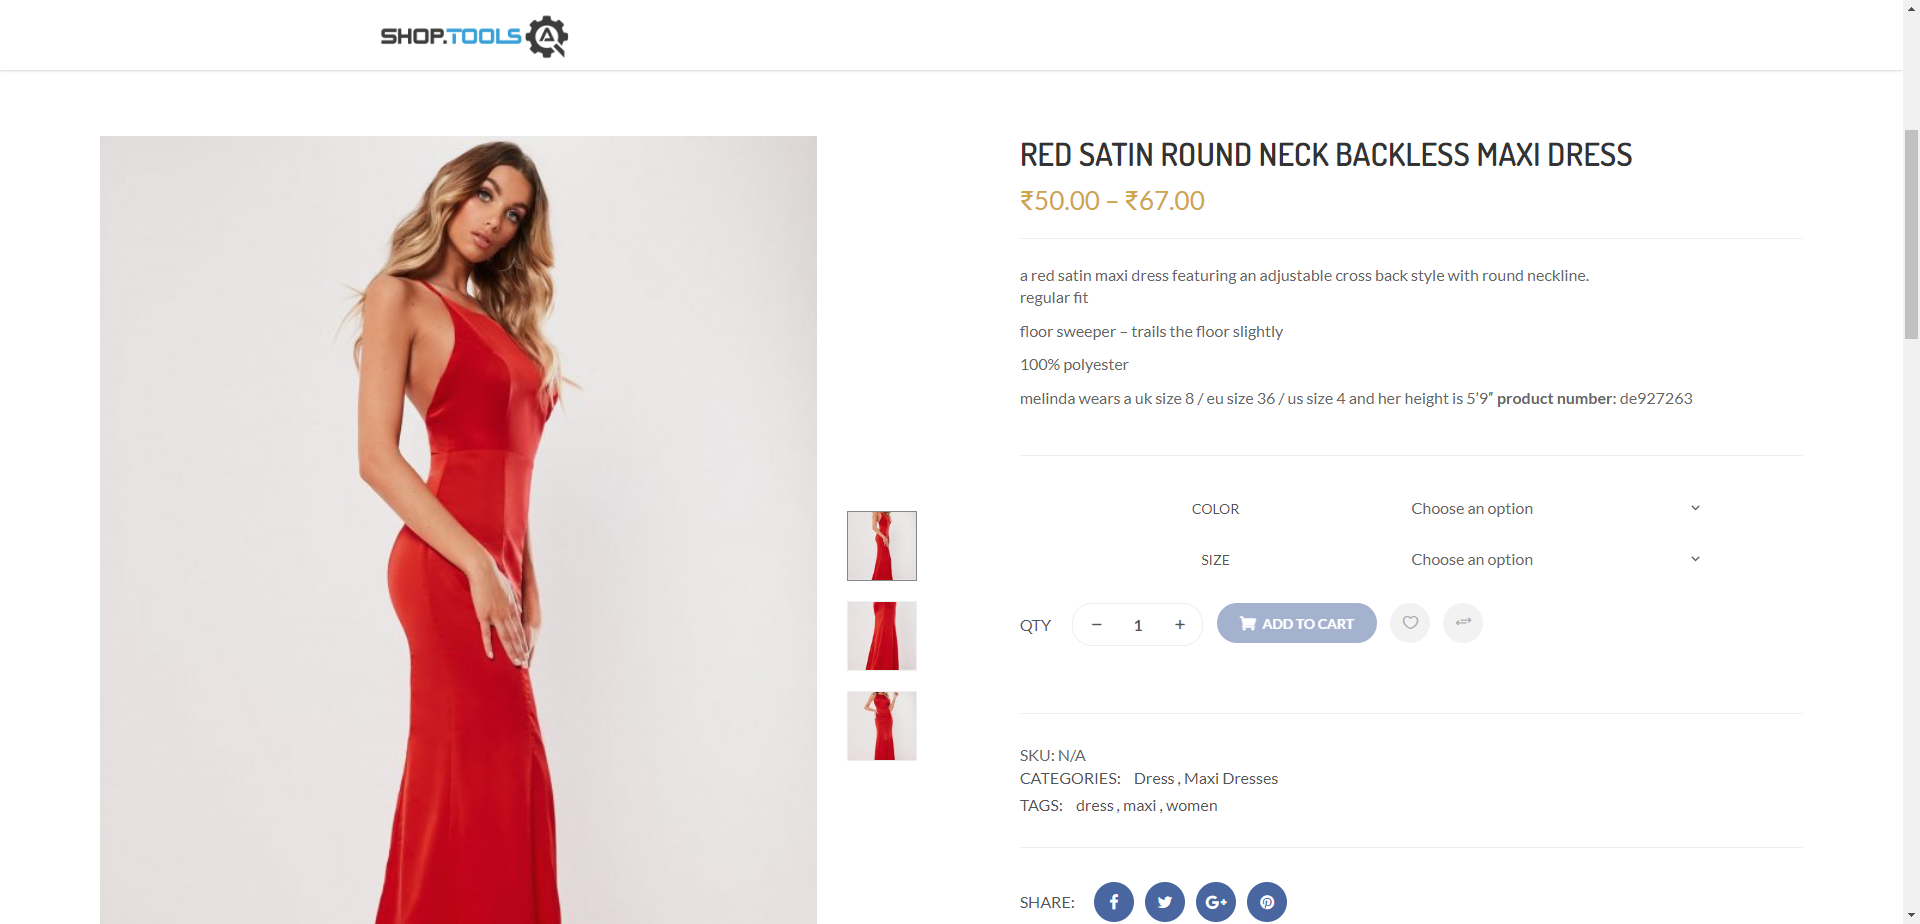 SHOP.TOOLS
RED SATIN ROUND NECK BACKLESS MAXI DRESS
₹50.00 – ₹67.00
a red satin maxi dress featuring an adjustable cross back style with round neckline.
regular fit
floor sweeper – trails the floor slightly
100% polyester
melinda wears a uk size 8 / eu size 36 / us size 4 and her height is 5’9″ product number: de927263
COLOR Choose an option
SIZE Choose an option
QTY − 1 + ADD TO CART
SKU: N/A
CATEGORIES: Dress , Maxi Dresses
TAGS: dress , maxi , women
SHARE: